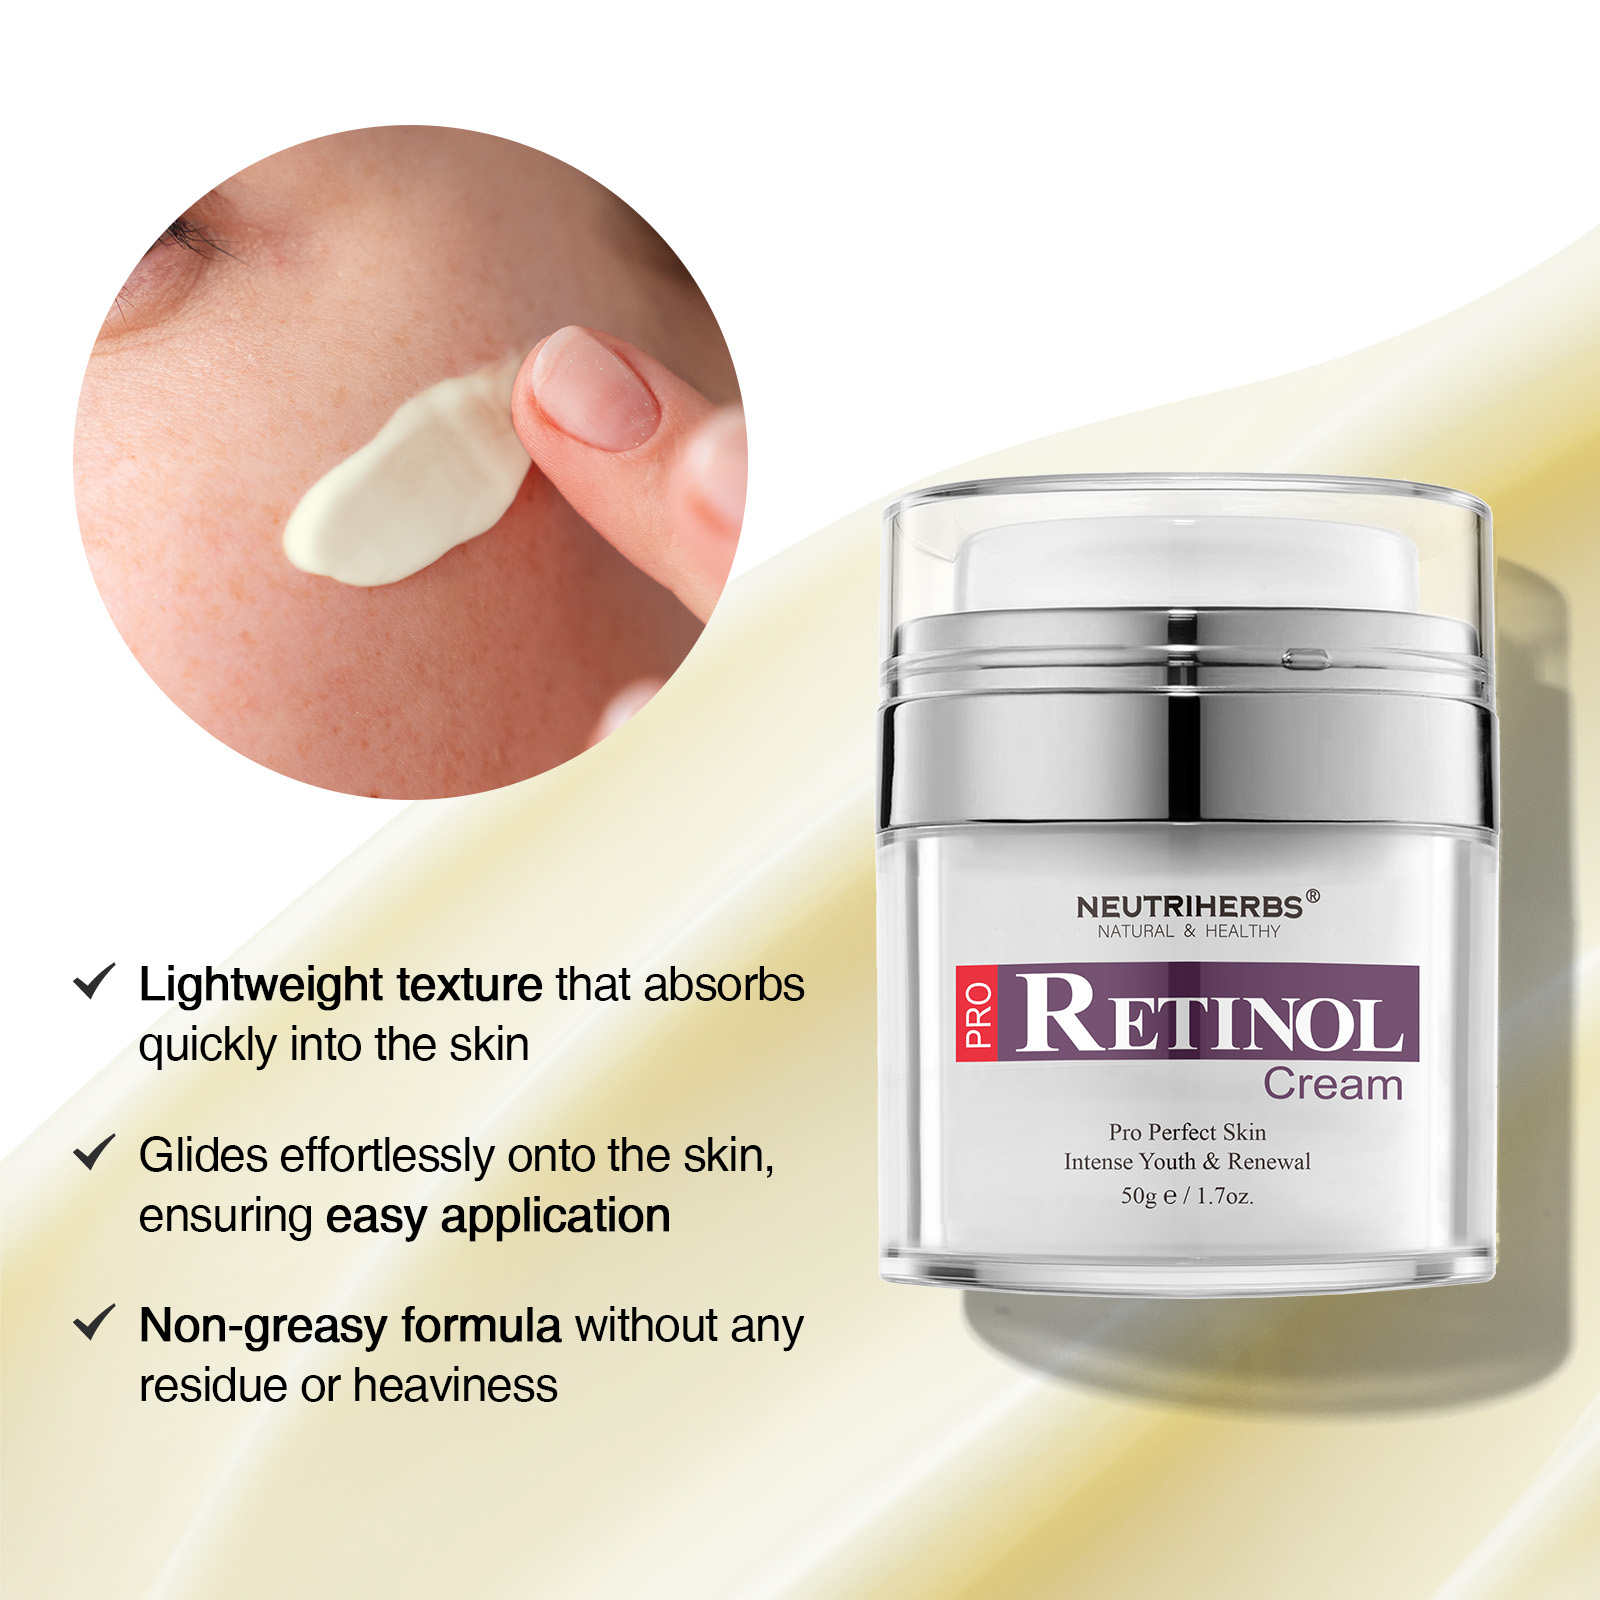 Lightweight texture that absorbs
quickly into the skin
Glides effortlessly onto the skin,
ensuring easy application
Non-greasy formula without any
residue or heaviness
NEUTRIHERBS®
NATURAL & HEALTHY
PRO RETINOL
Cream
Pro Perfect Skin
Intense Youth & Renewal
50g ℮ / 1.7oz.